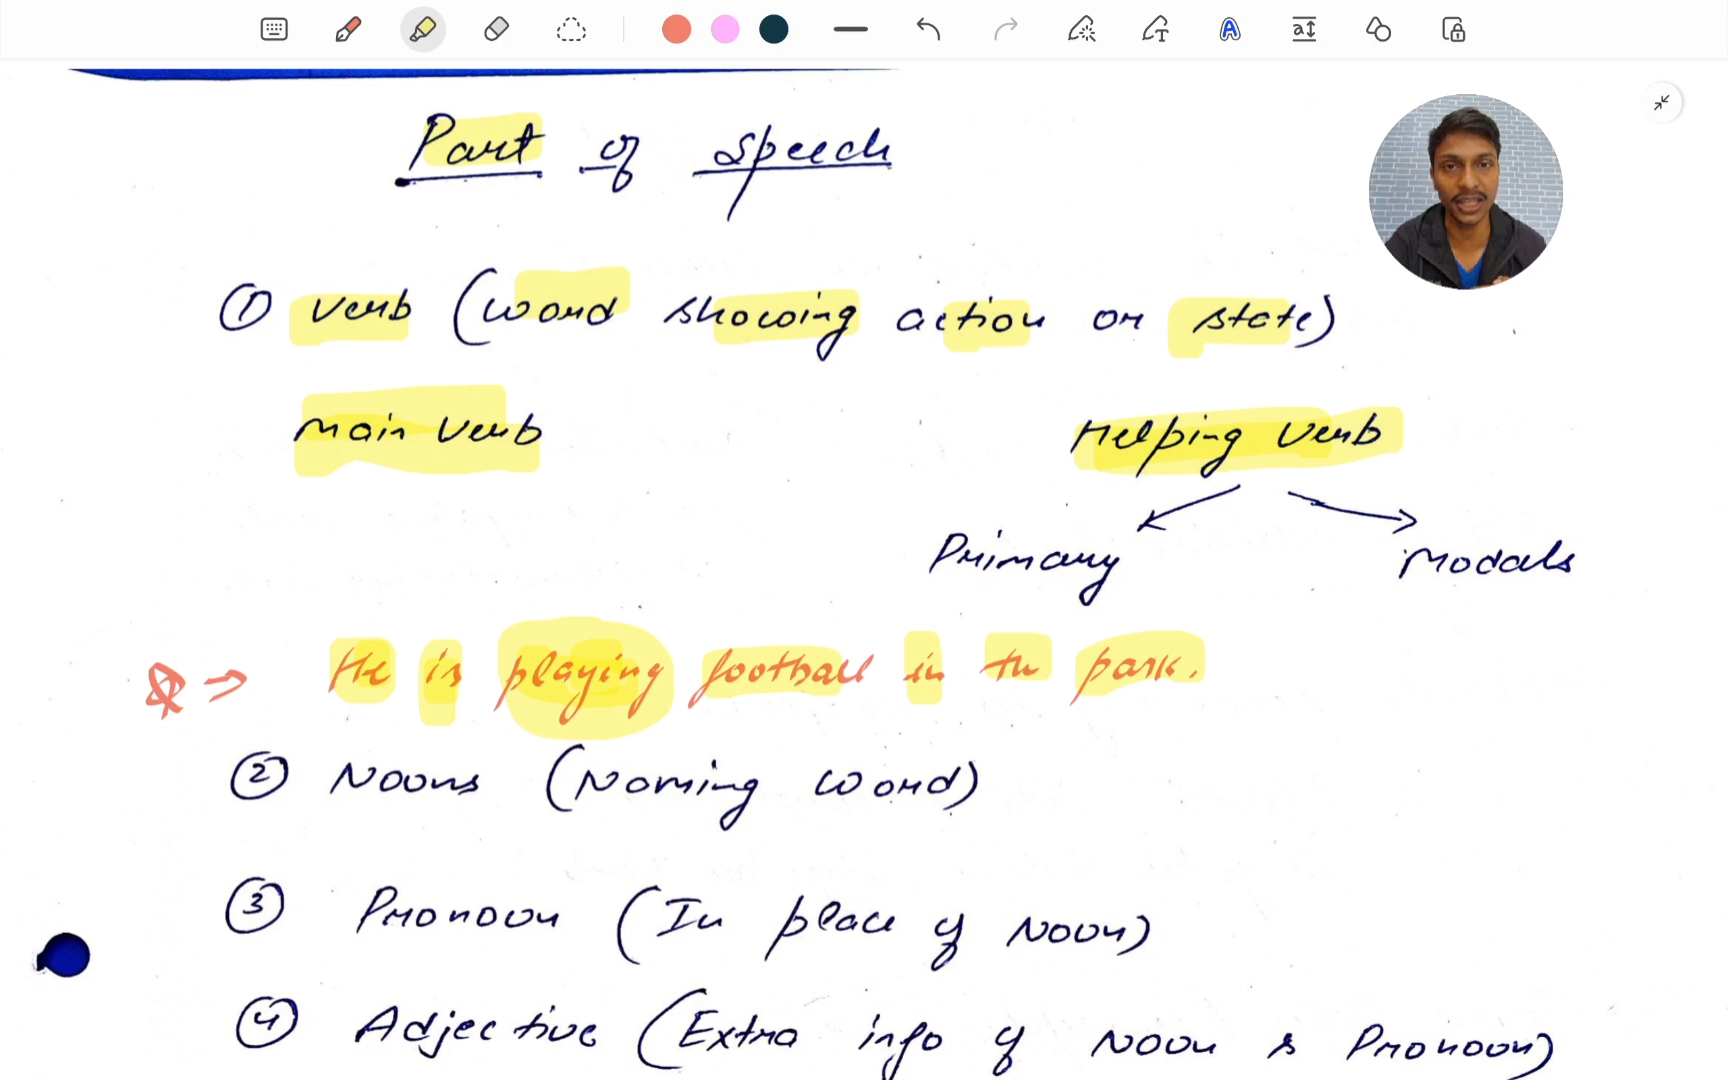 Part of speech
① Verb (Word showing action or state)
Main Verb Helping Verb
Primary Modals
⇒ He is playing football in the park.
② Nouns (Naming Word)
③ Pronoun (In place of Noun)
④ Adjective (Extra info of Noun & Pronoun)